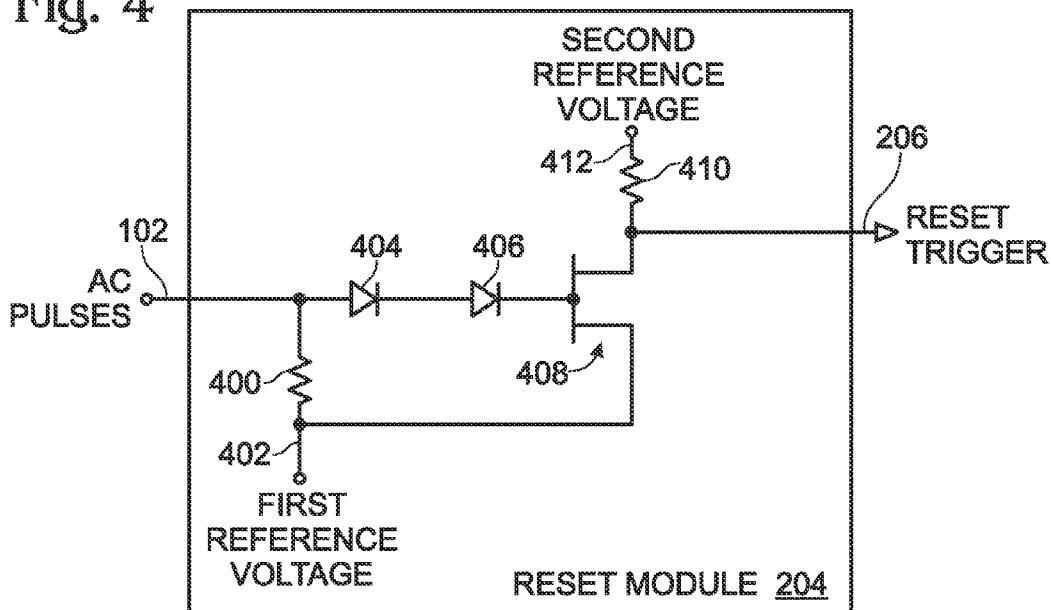 Fig. 4
SECOND
REFERENCE
VOLTAGE
412
410
206
102
404
406
RESET
TRIGGER
AC
PULSES
400
408
402
FIRST
REFERENCE
VOLTAGE
RESET MODULE 204